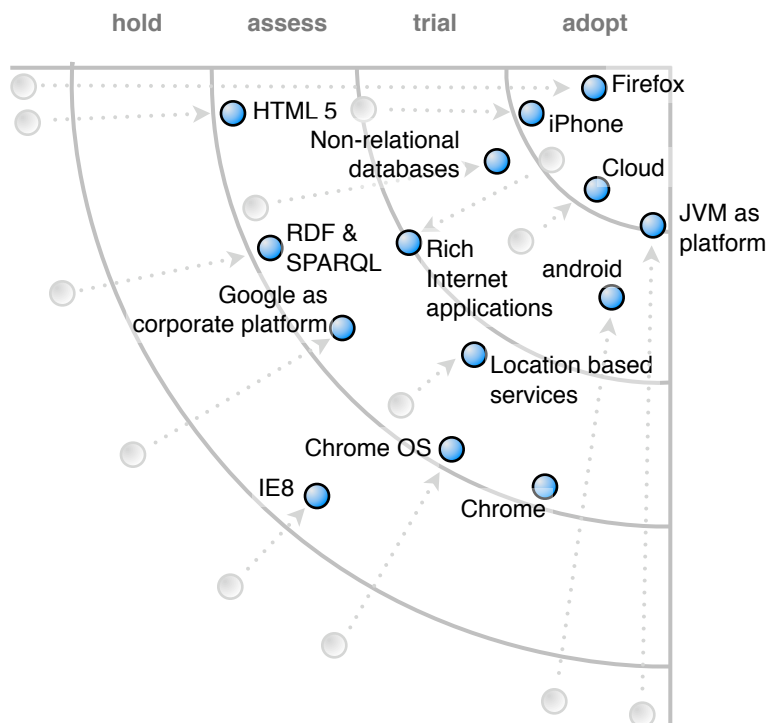 hold assess trial adopt
Firefox
HTML 5
iPhone
Non-relational
databases
Cloud
JVM as
platform
RDF &
SPARQL
Rich
Internet
applications
android
Google as
corporate platform
Location based
services
Chrome OS
IE8
Chrome